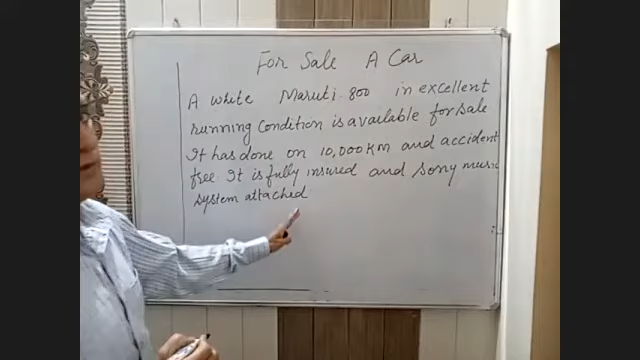 For Sale A Car
A white Maruti-800 in excellent
running Condition is available for sale
It has done on 10,000 KM and accident
free. It is fully insured and Sony music
system attached